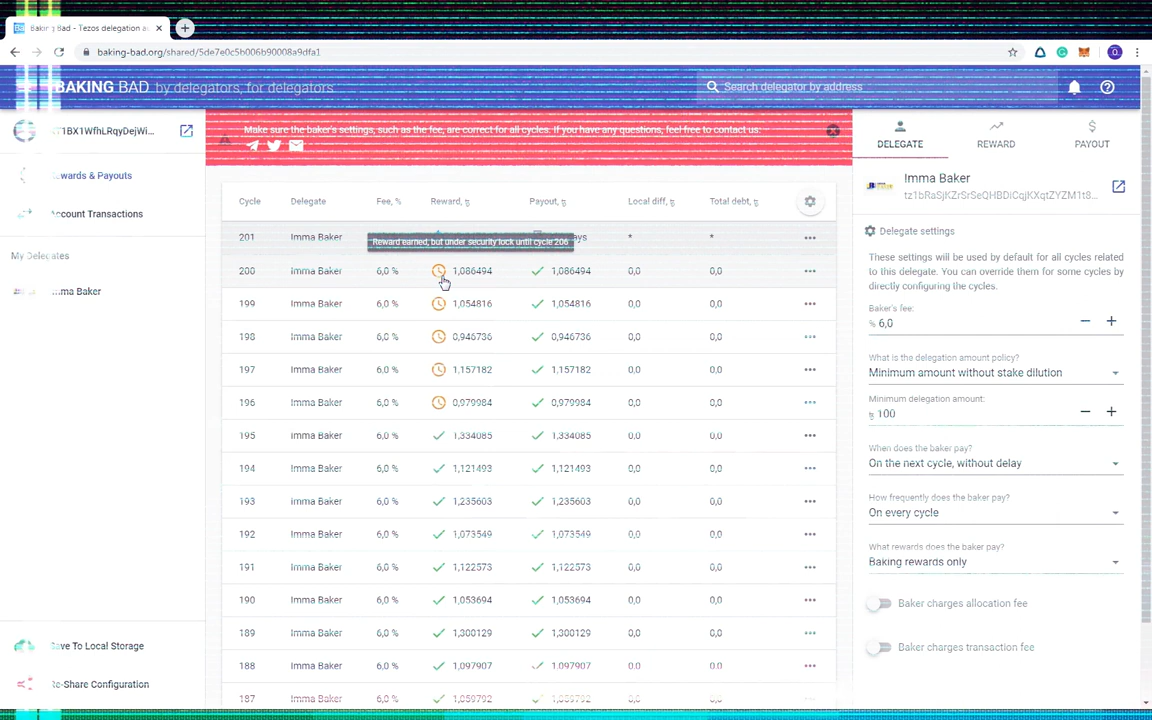 Baking Bad - Tezos delegation au
baking-bad.org/shared/5de7e0c5b006b90008a9dfa1
BAKING BAD by delegators, for delegators
Search delegator by address
T1BX1WfhLRqyDejWi...
Make sure the baker's settings, such as the fee, are correct for all cycles. If you have any questions, feel free to contact us:
DELEGATE REWARD PAYOUT
ewards & Payouts
Account Transactions
My Delegates
mma Baker
Save To Local Storage
Re-Share Configuration
Cycle Delegate Fee, % Reward, ꜩ Payout, ꜩ Local diff, ꜩ Total debt, ꜩ
201 Imma Baker ays * *
Reward earned, but under security lock until cycle 206
200 Imma Baker 6,0 % 1,086494 1,086494 0,0 0,0
199 Imma Baker 6,0 % 1,054816 1,054816 0,0 0,0
198 Imma Baker 6,0 % 0,946736 0,946736 0,0 0,0
197 Imma Baker 6,0 % 1,157182 1,157182 0,0 0,0
196 Imma Baker 6,0 % 0,979984 0,979984 0,0 0,0
195 Imma Baker 6,0 % 1,334085 1,334085 0,0 0,0
194 Imma Baker 6,0 % 1,121493 1,121493 0,0 0,0
193 Imma Baker 6,0 % 1,235603 1,235603 0,0 0,0
192 Imma Baker 6,0 % 1,073549 1,073549 0,0 0,0
191 Imma Baker 6,0 % 1,122573 1,122573 0,0 0,0
190 Imma Baker 6,0 % 1,053694 1,053694 0,0 0,0
189 Imma Baker 6,0 % 1,300129 1,300129 0,0 0,0
188 Imma Baker 6,0 % 1,097907 1,097907 0,0 0,0
187 Imma Baker 6,0 % 1,059792 1,059792 0,0 0,0
Imma Baker
tz1bRaSjKZrSrSeQHBDiCqjKXqtZYZM1t8...
Delegate settings
These settings will be used by default for all cycles related
to this delegate. You can override them for some cycles by
directly configuring the cycles.
Baker's fee:
% 6,0
What is the delegation amount policy?
Minimum amount without stake dilution
Minimum delegation amount:
ꜩ 100
When does the baker pay?
On the next cycle, without delay
How frequently does the baker pay?
On every cycle
What rewards does the baker pay?
Baking rewards only
Baker charges allocation fee
Baker charges transaction fee